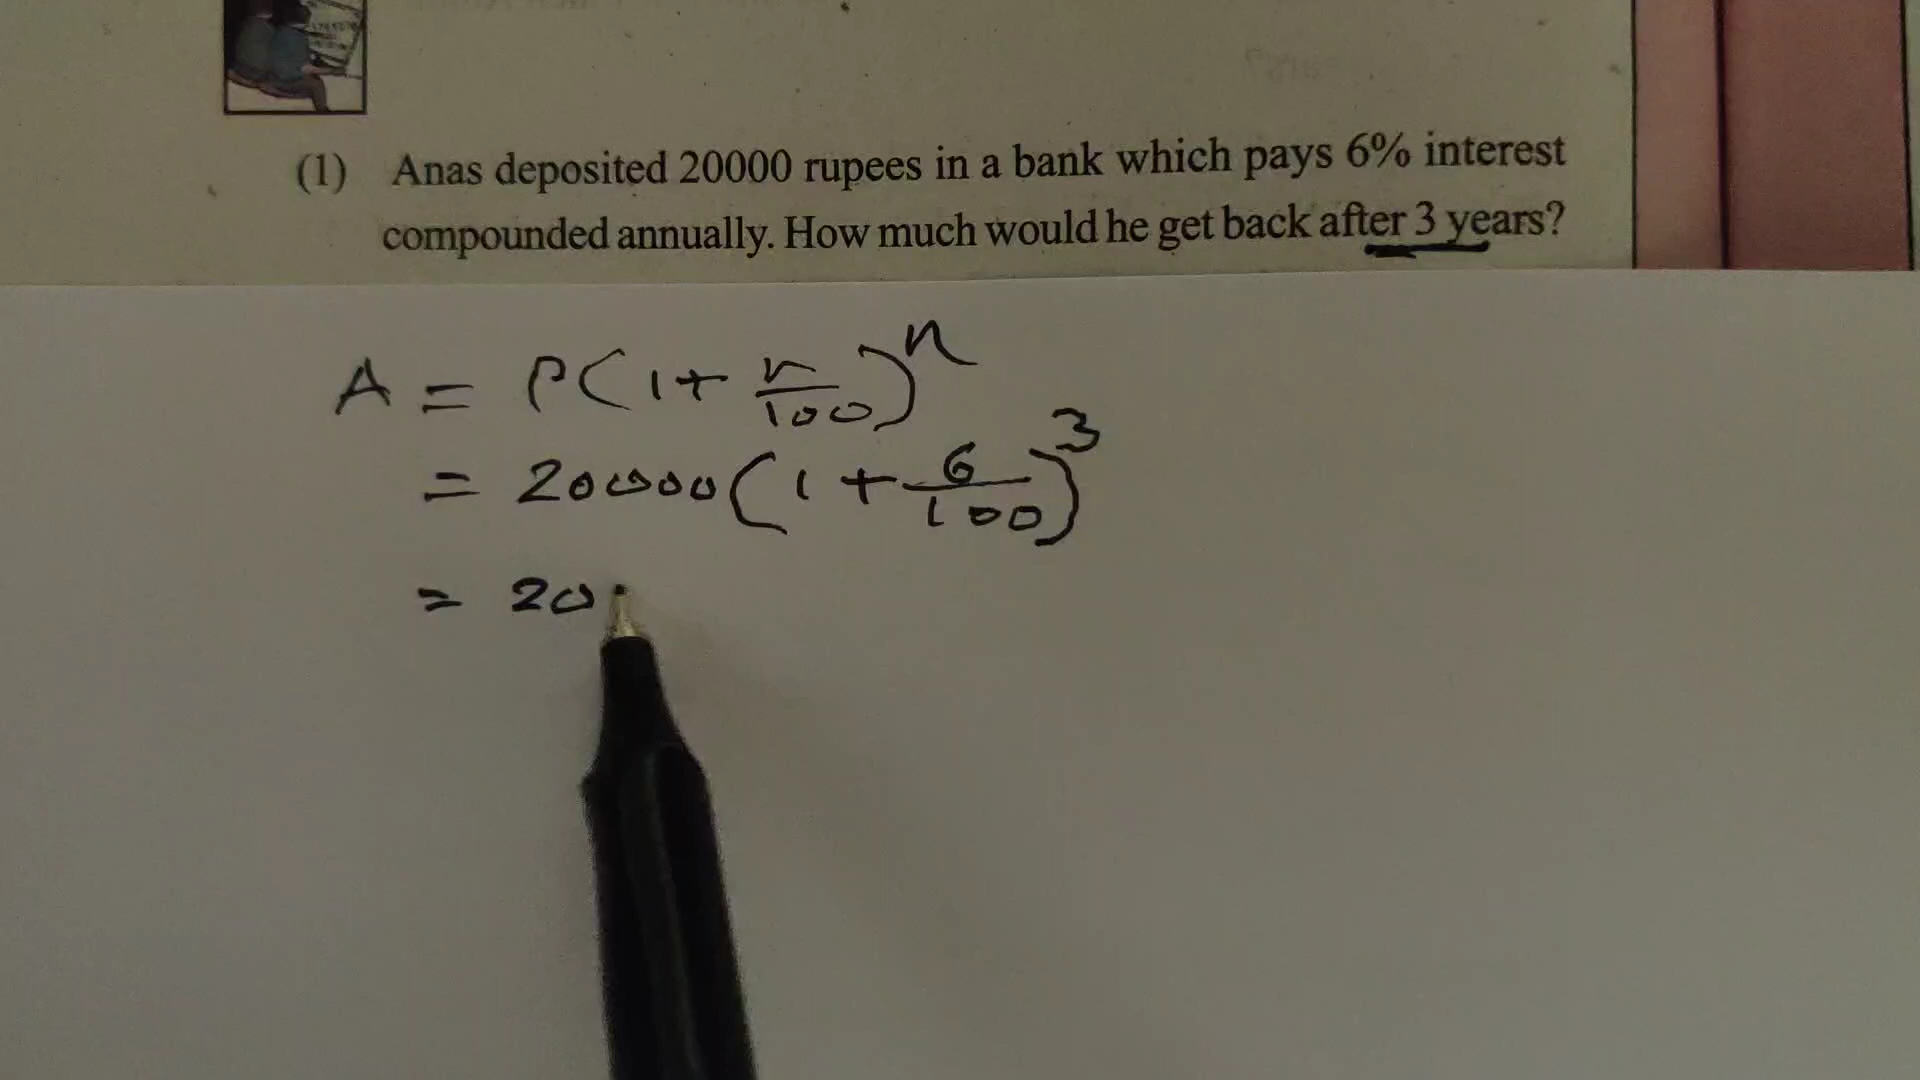 (1) Anas deposited 20000 rupees in a bank which pays 6% interest
compounded annually. How much would he get back after 3 years?
A = P(1 + r/100)^n
= 20000(1 + 6/100)^3
= 20